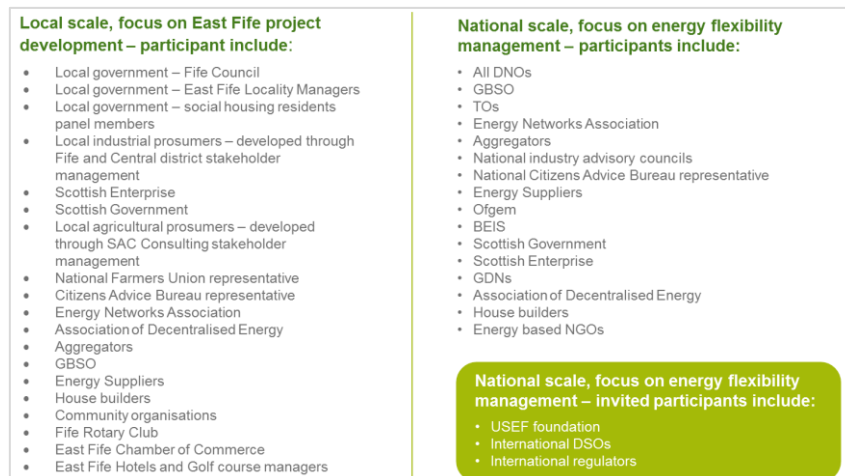 Local scale, focus on East Fife project
development – participant include:
• Local government – Fife Council
• Local government – East Fife Locality Managers
• Local government – social housing residents
panel members
• Local industrial prosumers – developed through
Fife and Central district stakeholder
management
• Scottish Enterprise
• Scottish Government
• Local agricultural prosumers – developed
through SAC Consulting stakeholder
management
• National Farmers Union representative
• Citizens Advice Bureau representative
• Energy Networks Association
• Association of Decentralised Energy
• Aggregators
• GBSO
• Energy Suppliers
• House builders
• Community organisations
• Fife Rotary Club
• East Fife Chamber of Commerce
• East Fife Hotels and Golf course managers
National scale, focus on energy flexibility
management – participants include:
• All DNOs
• GBSO
• TOs
• Energy Networks Association
• Aggregators
• National industry advisory councils
• National Citizens Advice Bureau representative
• Energy Suppliers
• Ofgem
• BEIS
• Scottish Government
• Scottish Enterprise
• GDNs
• Association of Decentralised Energy
• House builders
• Energy based NGOs
National scale, focus on energy flexibility
management – invited participants include:
• USEF foundation
• International DSOs
• International regulators